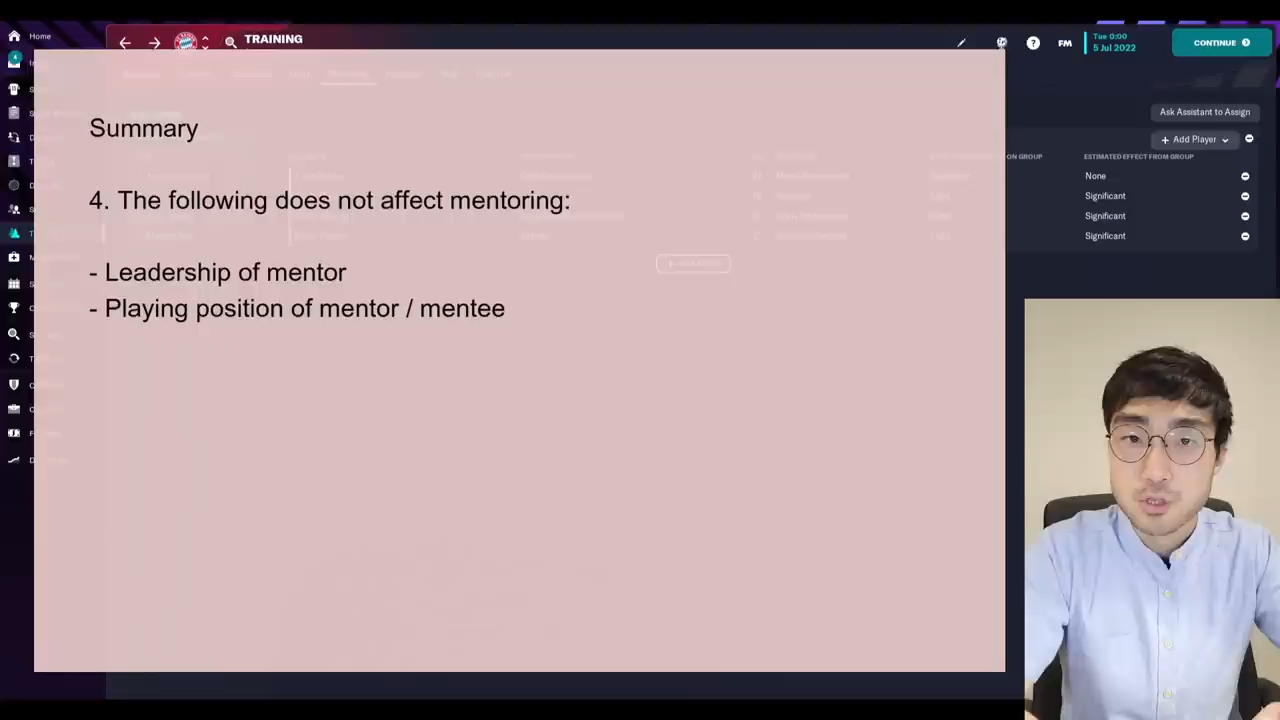 Home
TRAINING
Tue 0:00
5 Jul 2022
FM
CONTINUE
Ask Assistant to Assign
Add Player
ON GROUP
ESTIMATED EFFECT FROM GROUP
None
Significant
Significant
Significant
Summary
4. The following does not affect mentoring:
- Leadership of mentor
- Playing position of mentor / mentee